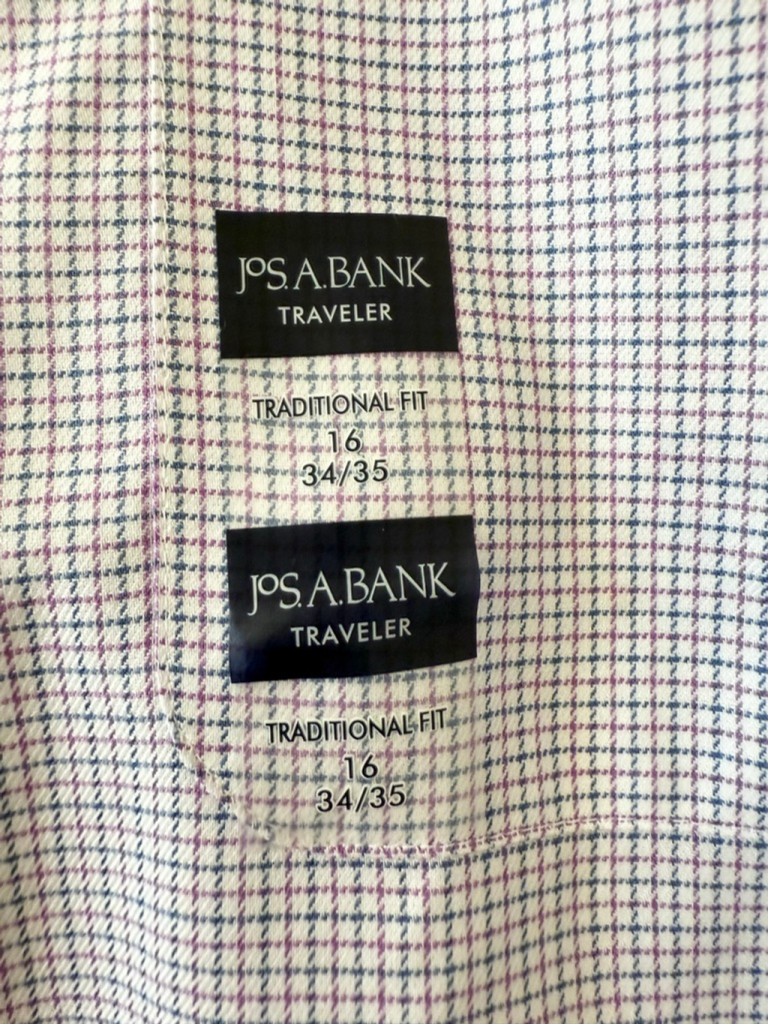 JOS. A. BANK
TRAVELER
TRADITIONAL FIT
16
34/35
JOS. A. BANK
TRAVELER
TRADITIONAL FIT
16
34/35